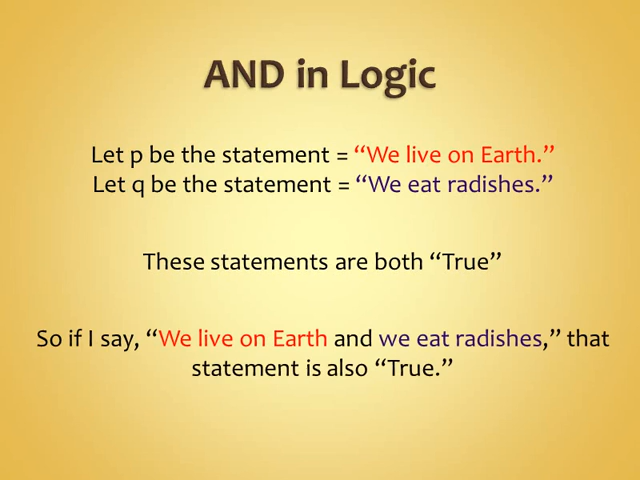 AND in Logic
Let p be the statement = “We live on Earth.”
Let q be the statement = “We eat radishes.”
These statements are both “True”
So if I say, “We live on Earth and we eat radishes,” that
statement is also “True.”